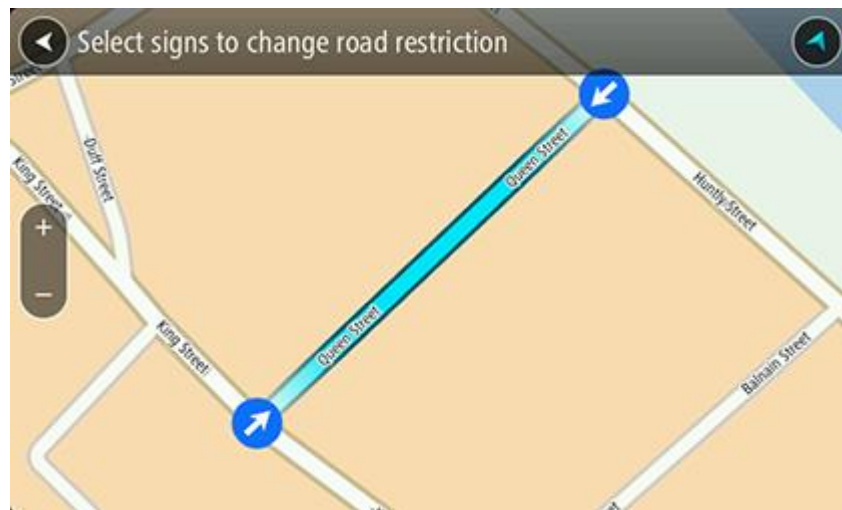 Select signs to change road restriction
Street
Duff Street
King Street
Queen Street
Huntly Street
+
–
Queen Street
King Street
Balnain Street